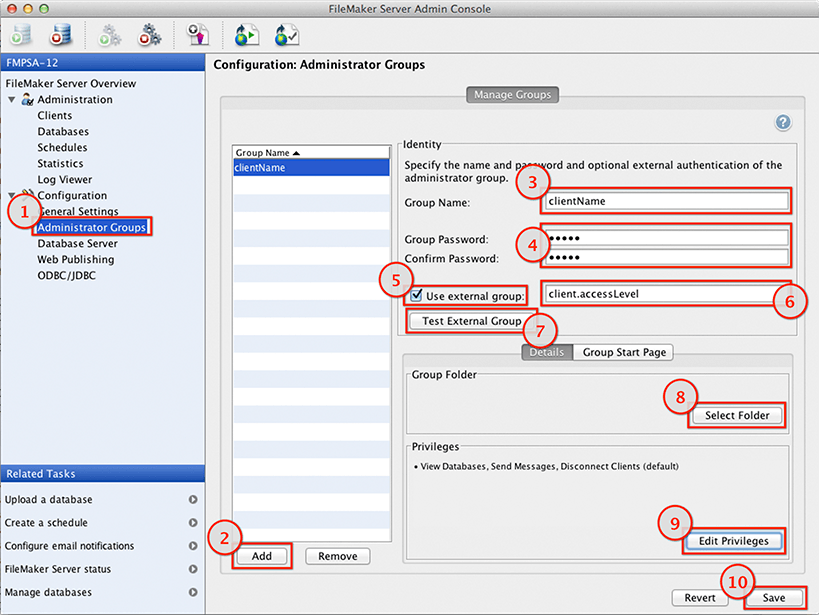 FileMaker Server Admin Console
FMPSA-12
FileMaker Server Overview
Administration
Clients
Databases
Schedules
Statistics
Log Viewer
Configuration
1
General Settings
Administrator Groups
Database Server
Web Publishing
ODBC/JDBC
Related Tasks
Upload a database
Create a schedule
Configure email notifications
FileMaker Server status
Manage databases
Configuration: Administrator Groups
Manage Groups
?
Group Name
clientName
2
Add
Remove
Identity
Specify the name and password and optional external authentication of the
administrator group.
3
Group Name: clientName
Group Password: •••••
4
Confirm Password: •••••
5
Use external group: client.accessLevel
6
Test External Group
7
Details Group Start Page
Group Folder
8
Select Folder
Privileges
• View Databases, Send Messages, Disconnect Clients (default)
9
Edit Privileges
10
Revert Save